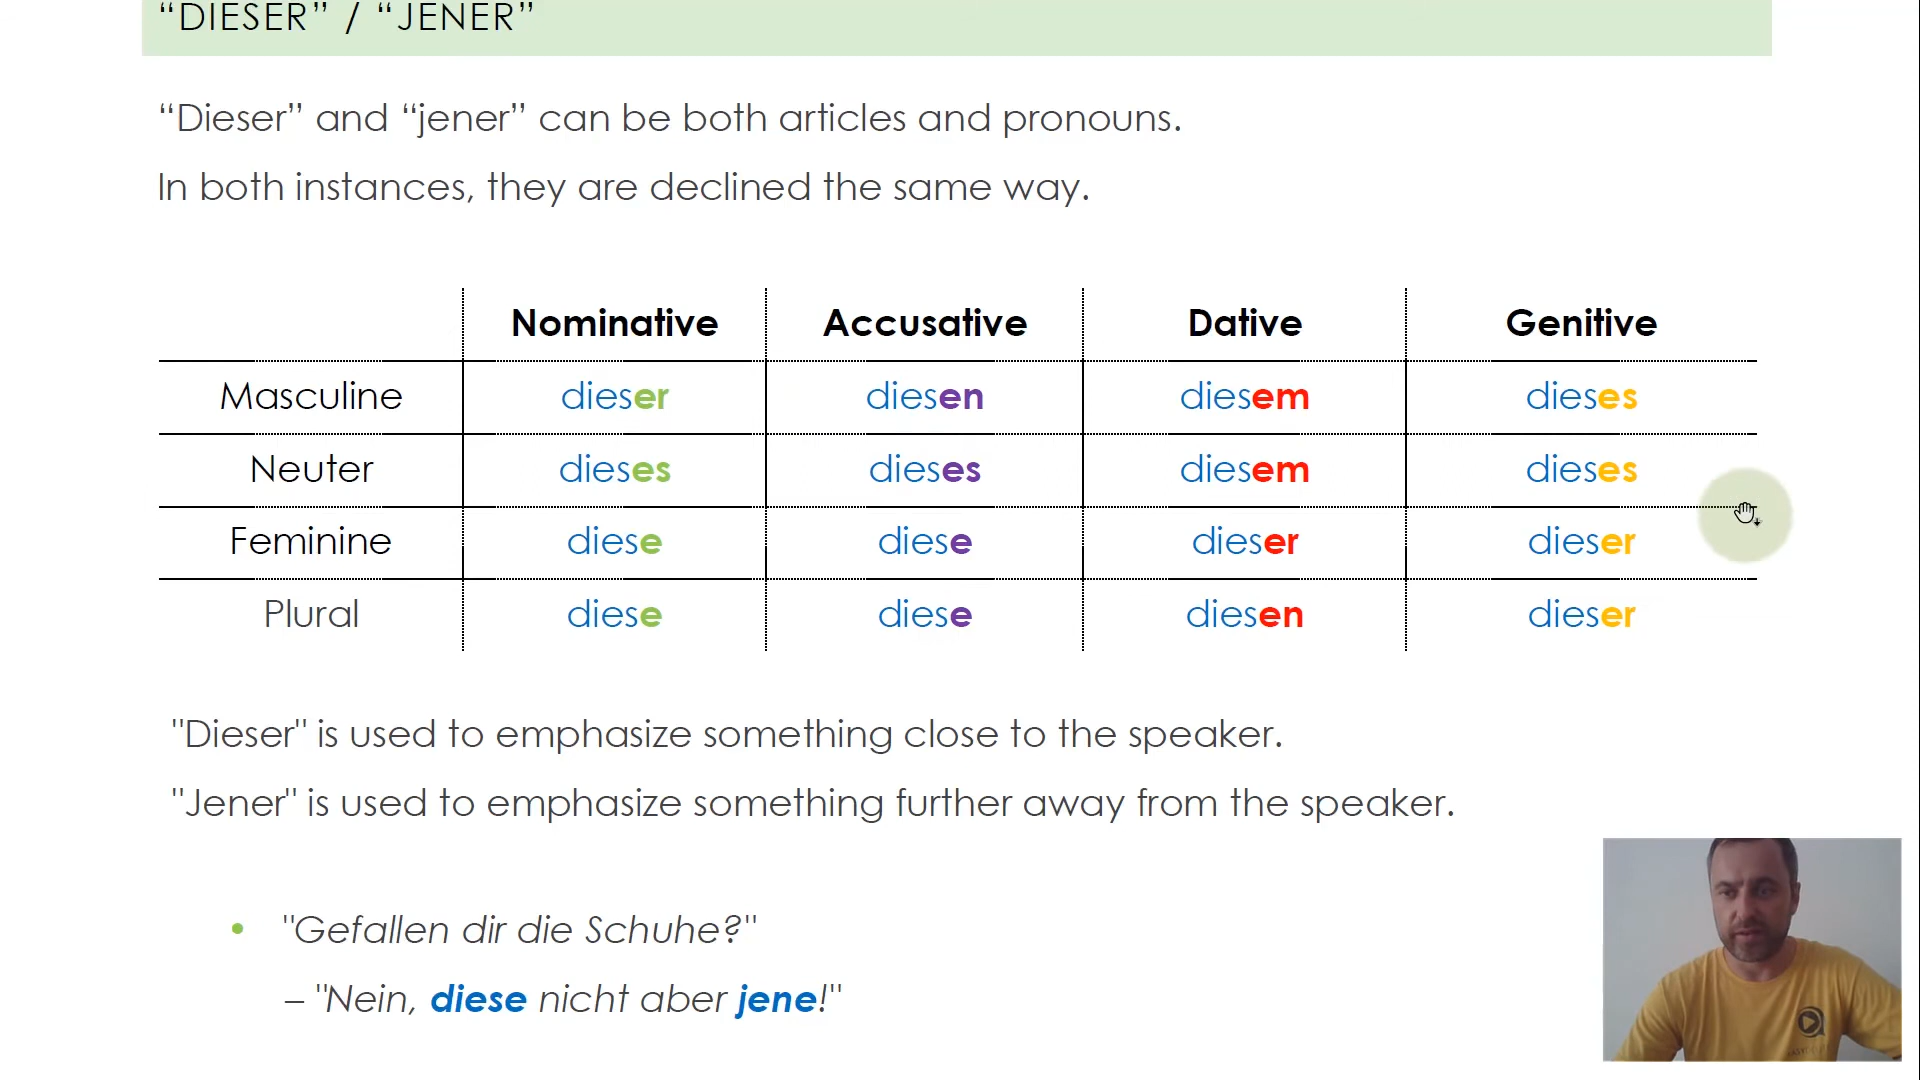 “DIESER” / “JENER”
“Dieser” and “jener” can be both articles and pronouns.
In both instances, they are declined the same way.
Nominative Accusative Dative Genitive
Masculine dieser diesen diesem dieses
Neuter dieses dieses diesem dieses
Feminine diese diese dieser dieser
Plural diese diese diesen dieser
"Dieser" is used to emphasize something close to the speaker.
"Jener" is used to emphasize something further away from the speaker.
• "Gefallen dir die Schuhe?"
– "Nein, diese nicht aber jene!"